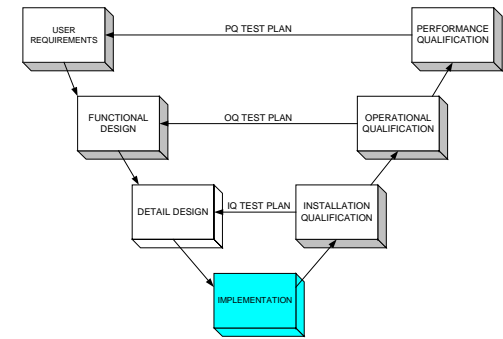 USER
REQUIREMENTS
PQ TEST PLAN
PERFORMANCE
QUALIFICATION
FUNCTIONAL
DESIGN
OQ TEST PLAN
OPERATIONAL
QUALIFICATION
DETAIL DESIGN
IQ TEST PLAN
INSTALLATION
QUALIFICATION
IMPLEMENTATION